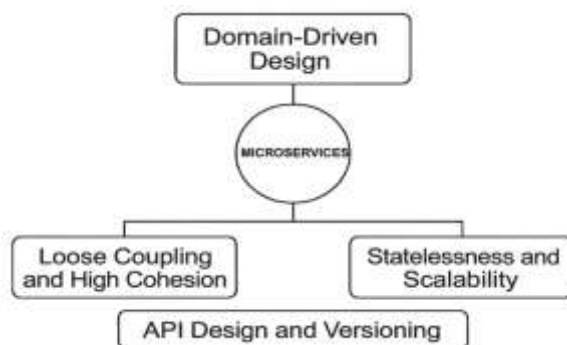 Domain-Driven
Design
MICROSERVICES
Loose Coupling
and High Cohesion
Statelessness and
Scalability
API Design and Versioning